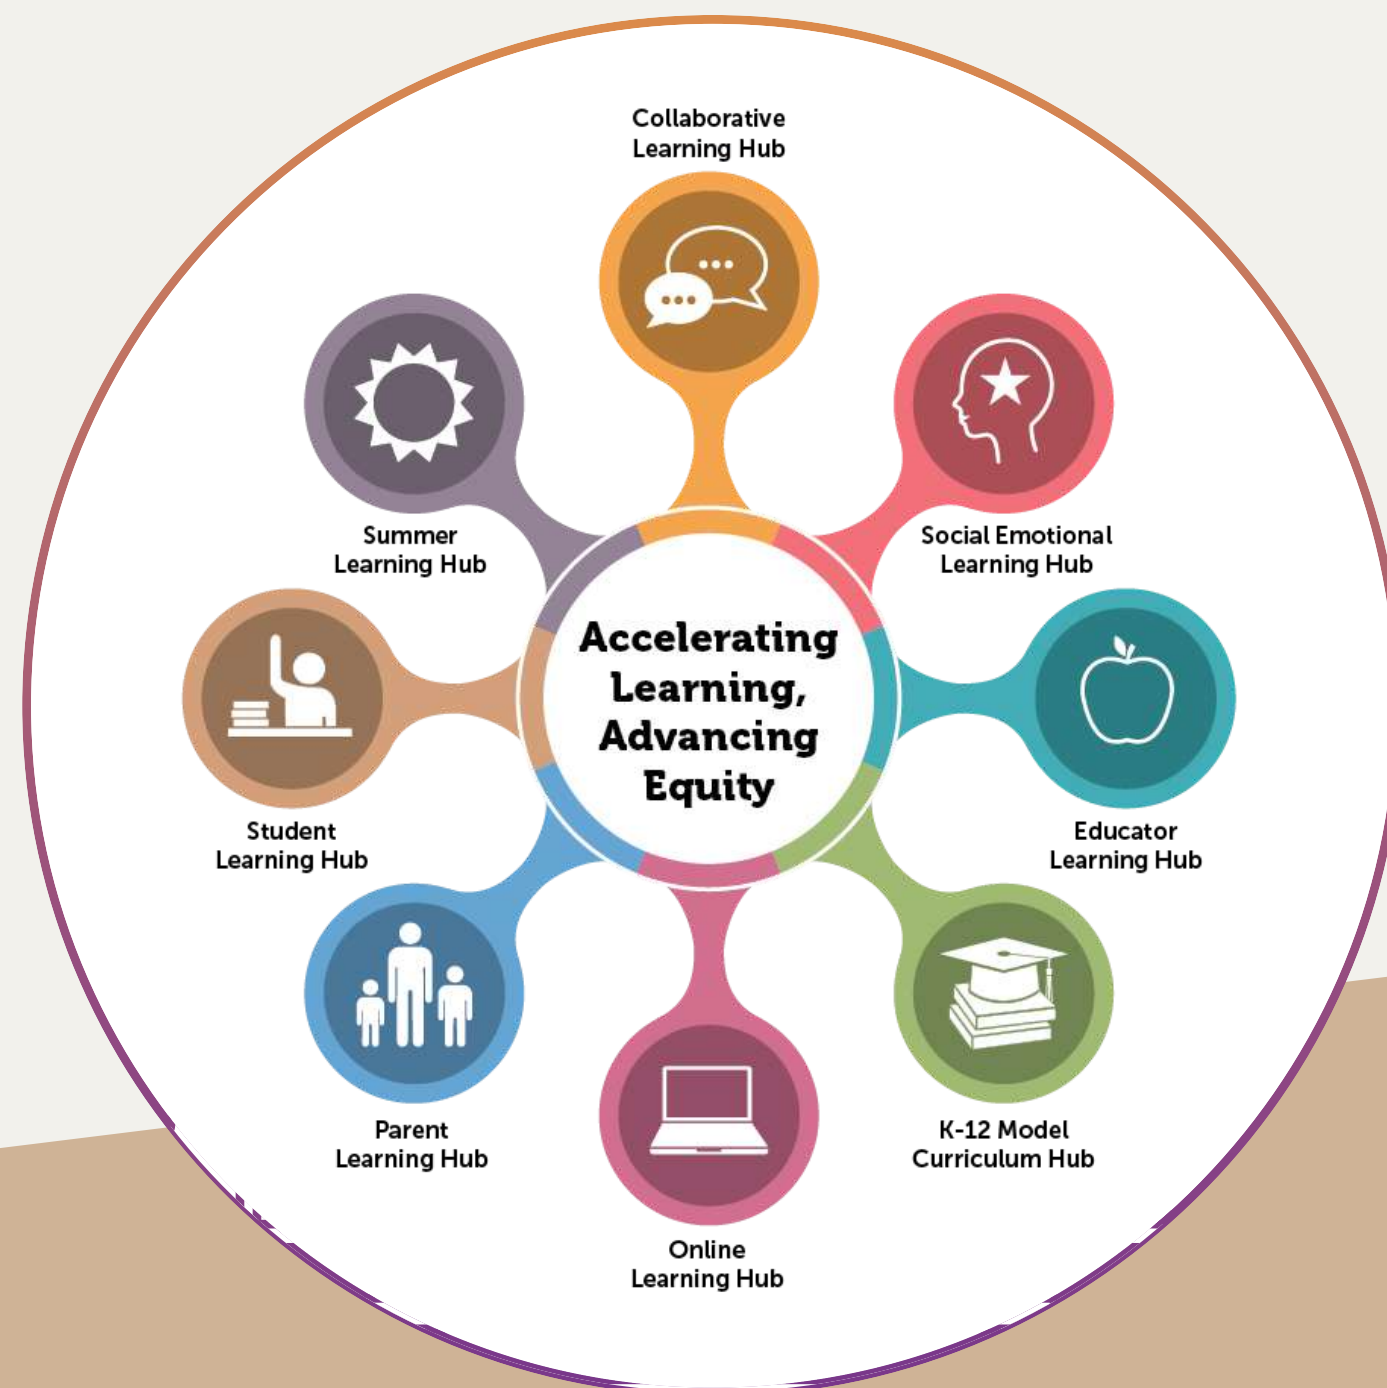 Collaborative
Learning Hub
Summer
Learning Hub
Social Emotional
Learning Hub
Accelerating
Learning,
Advancing
Equity
Student
Learning Hub
Educator
Learning Hub
Parent
Learning Hub
K-12 Model
Curriculum Hub
Online
Learning Hub